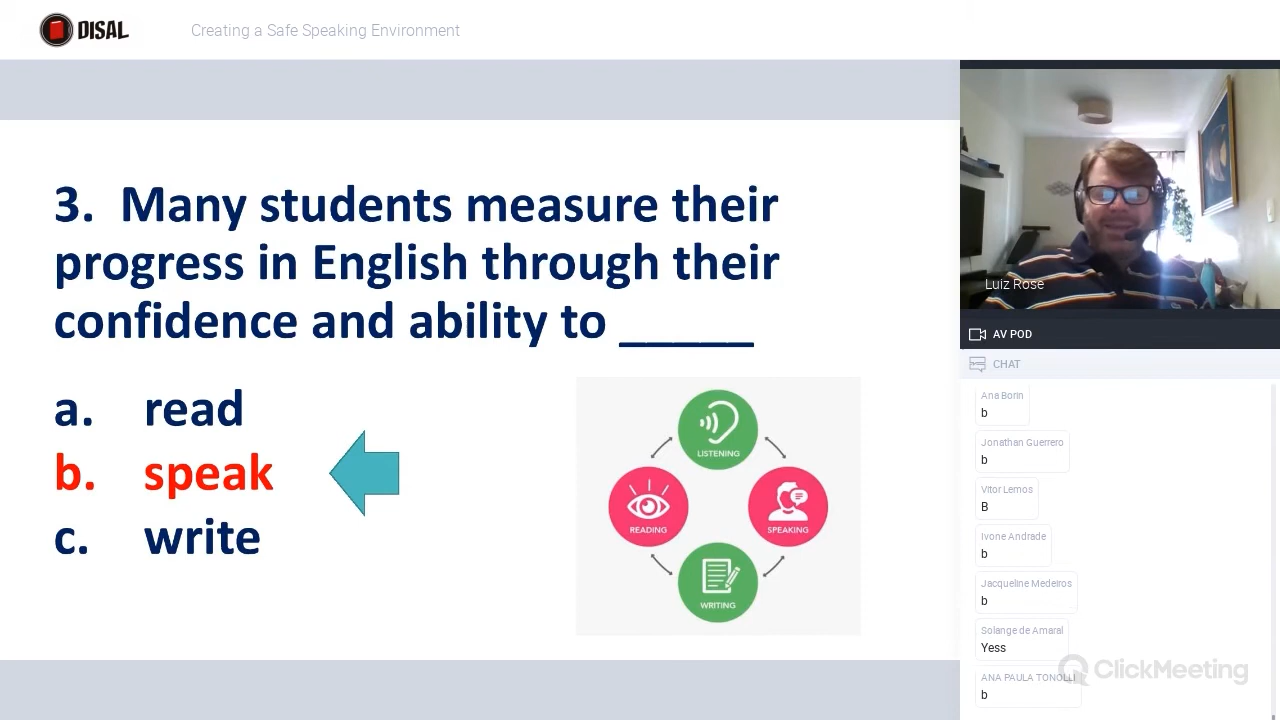 DISAL
Creating a Safe Speaking Environment
3. Many students measure their
progress in English through their
confidence and ability to _____
a. read
b. speak
c. write
LISTENING
READING
SPEAKING
WRITING
Luiz Rose
AV POD
CHAT
Ana Borin
b
Jonathan Guerrero
b
Vitor Lemos
B
Ivone Andrade
b
Jacqueline Medeiros
b
Solange de Amaral
Yess
ANA PAULA TONOLLI
b
ClickMeeting